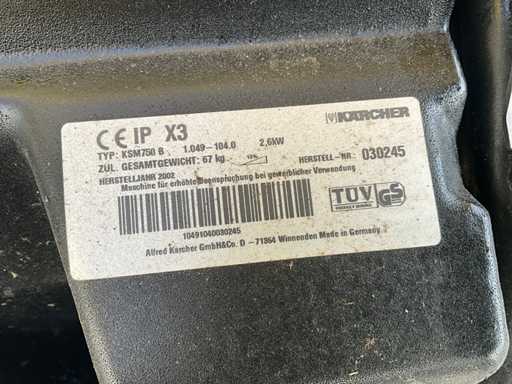 CE IP X3
KÄRCHER
TYP: KSM750 B 1.049-104.0 2,6kW
ZUL. GESAMTGEWICHT: 67 kg HERSTELL-NR: 030245
HERSTELLJAHR 2002
Maschine für erhöhte Beanspruchung bei gewerblicher Verwendung
TÜV GS
10491040030245
Alfred Kärcher GmbH&Co. D - 71364 Winnenden Made in Germany